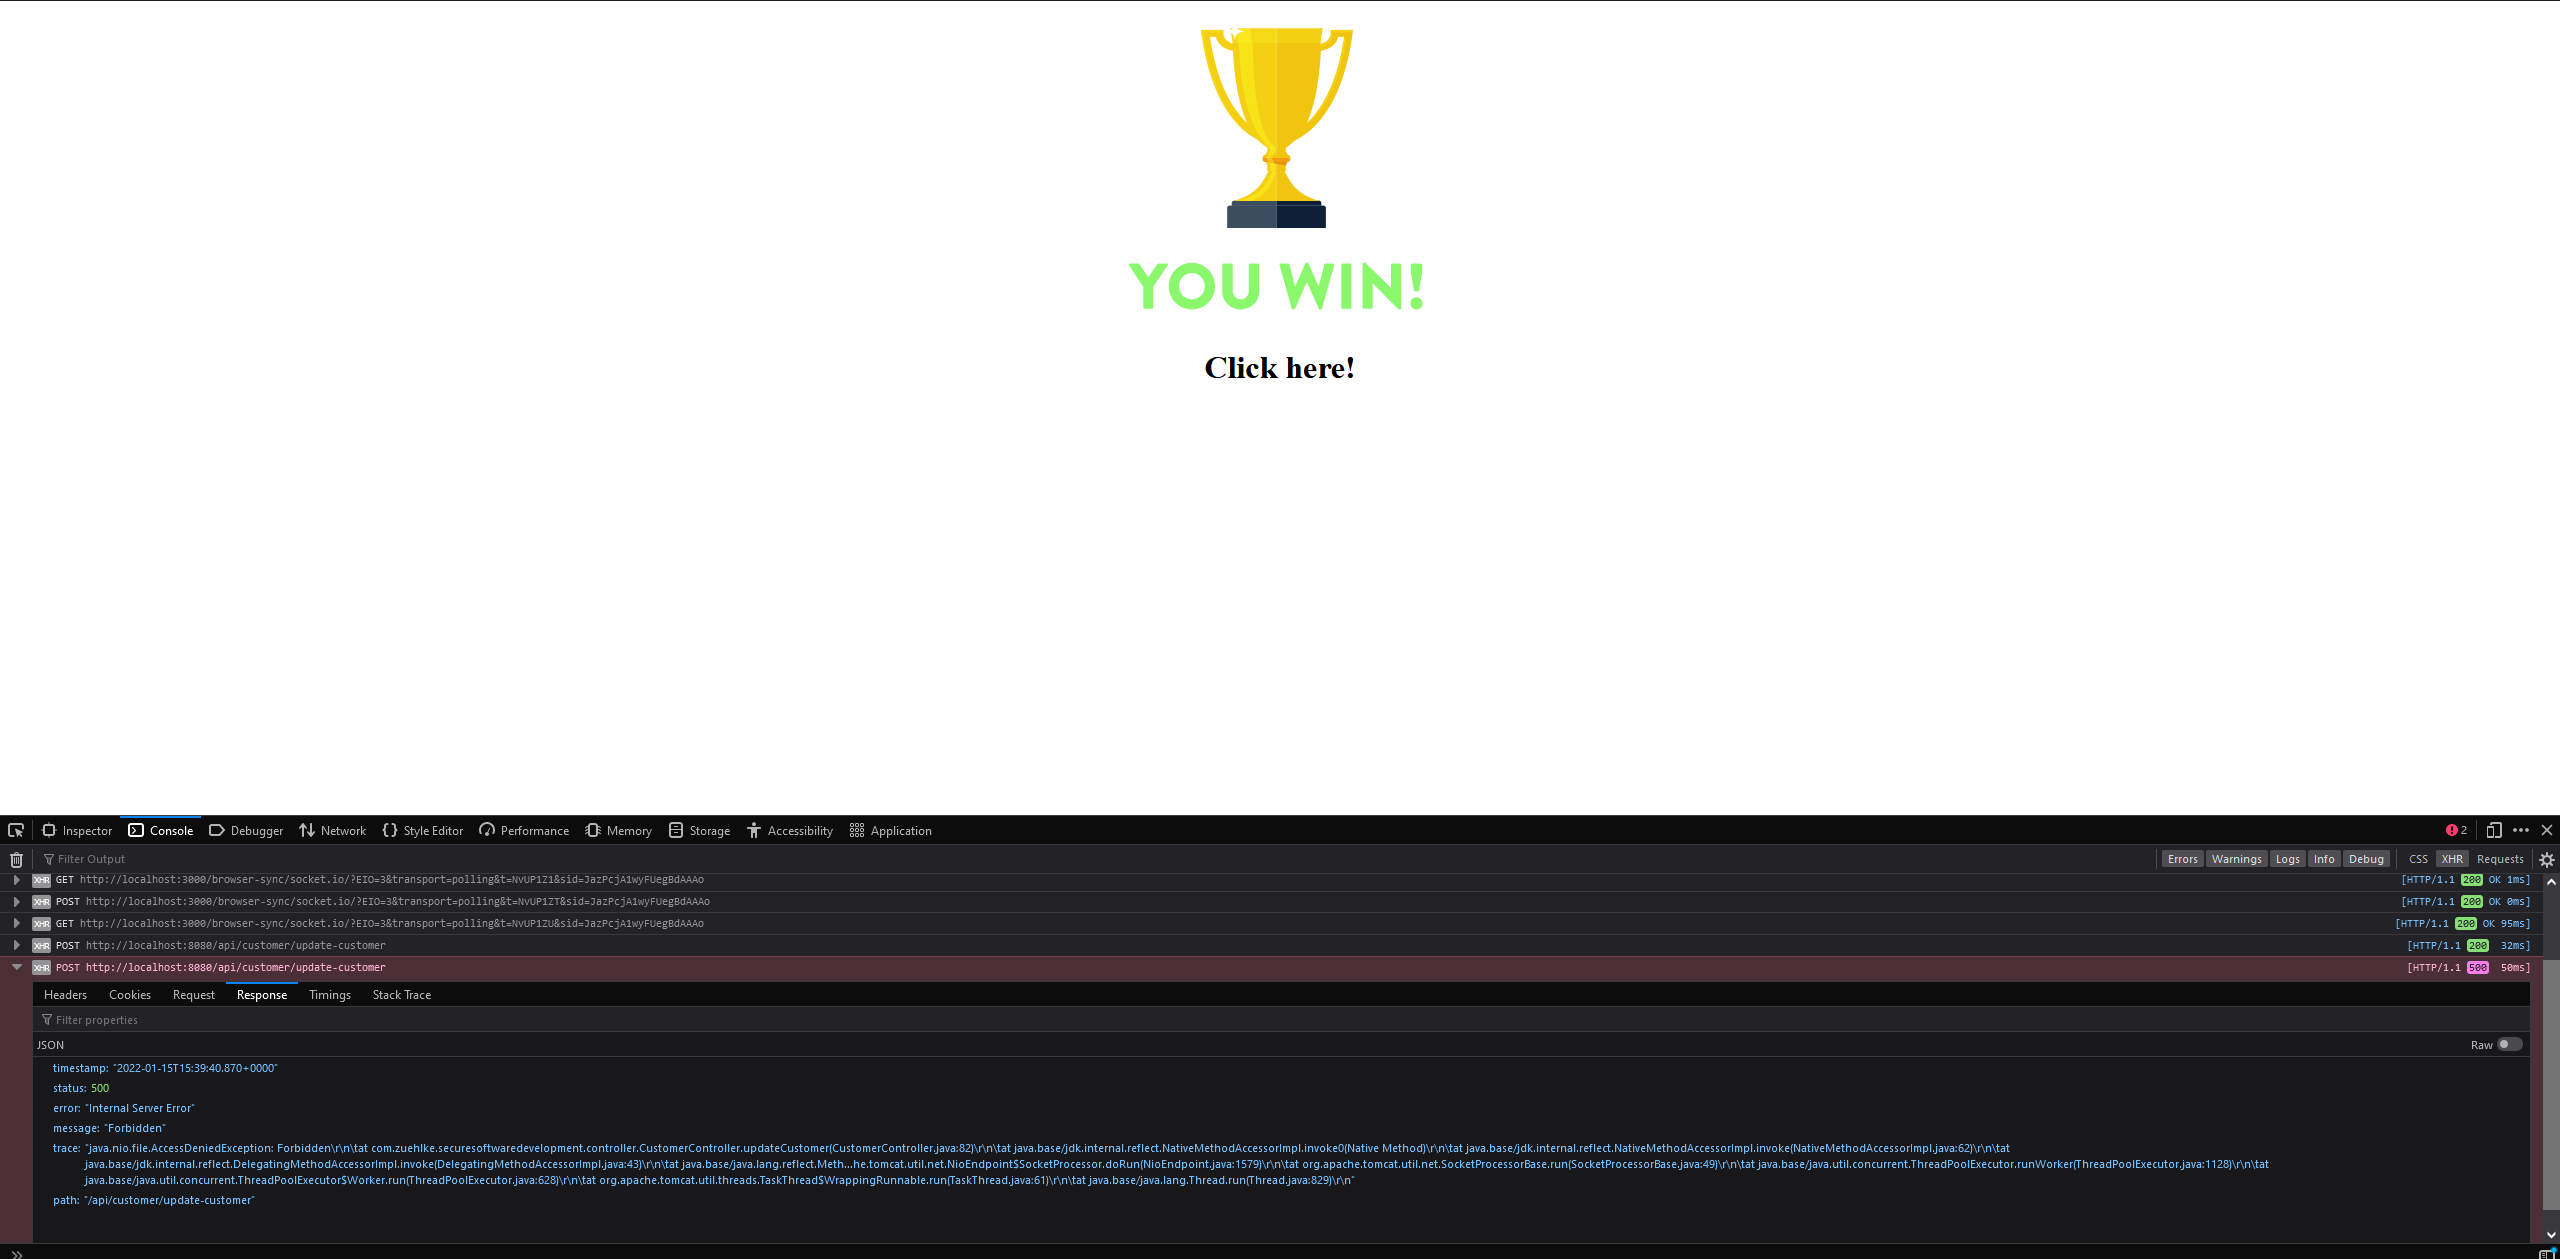 YOU WIN!
Click here!
Inspector Console Debugger Network Style Editor Performance Memory Storage Accessibility Application 2
Filter Output Errors Warnings Logs Info Debug CSS XHR Requests
XHR GET http://localhost:3000/browser-sync/socket.io/?EIO=3&transport=polling&t=NvUP1Z1&sid=JazPcjA1wyFUegBdAAAo [HTTP/1.1 200 OK 1ms]
XHR POST http://localhost:3000/browser-sync/socket.io/?EIO=3&transport=polling&t=NvUP1ZT&sid=JazPcjA1wyFUegBdAAAo [HTTP/1.1 200 OK 0ms]
XHR GET http://localhost:3000/browser-sync/socket.io/?EIO=3&transport=polling&t=NvUP1ZU&sid=JazPcjA1wyFUegBdAAAo [HTTP/1.1 200 OK 95ms]
XHR POST http://localhost:8080/api/customer/update-customer [HTTP/1.1 200 32ms]
XHR POST http://localhost:8080/api/customer/update-customer [HTTP/1.1 500 50ms]
Headers Cookies Request Response Timings Stack Trace
Filter properties
JSON Raw
timestamp: "2022-01-15T15:39:40.870+0000"
status: 500
error: "Internal Server Error"
message: "Forbidden"
trace: "java.nio.file.AccessDeniedException: Forbidden\r\n\tat com.zuehlke.securesoftwaredevelopment.controller.CustomerController.updateCustomer(CustomerController.java:82)\r\n\tat java.base/jdk.internal.reflect.NativeMethodAccessorImpl.invoke0(Native Method)\r\n\tat java.base/jdk.internal.reflect.NativeMethodAccessorImpl.invoke(NativeMethodAccessorImpl.java:62)\r\n\tat
java.base/jdk.internal.reflect.DelegatingMethodAccessorImpl.invoke(DelegatingMethodAccessorImpl.java:43)\r\n\tat java.base/java.lang.reflect.Meth...he.tomcat.util.net.NioEndpoint$SocketProcessor.doRun(NioEndpoint.java:1579)\r\n\tat org.apache.tomcat.util.net.SocketProcessorBase.run(SocketProcessorBase.java:49)\r\n\tat java.base/java.util.concurrent.ThreadPoolExecutor.runWorker(ThreadPoolExecutor.java:1128)\r\n\tat
java.base/java.util.concurrent.ThreadPoolExecutor$Worker.run(ThreadPoolExecutor.java:628)\r\n\tat org.apache.tomcat.util.threads.TaskThread$WrappingRunnable.run(TaskThread.java:61)\r\n\tat java.base/java.lang.Thread.run(Thread.java:829)\r\n"
path: "/api/customer/update-customer"